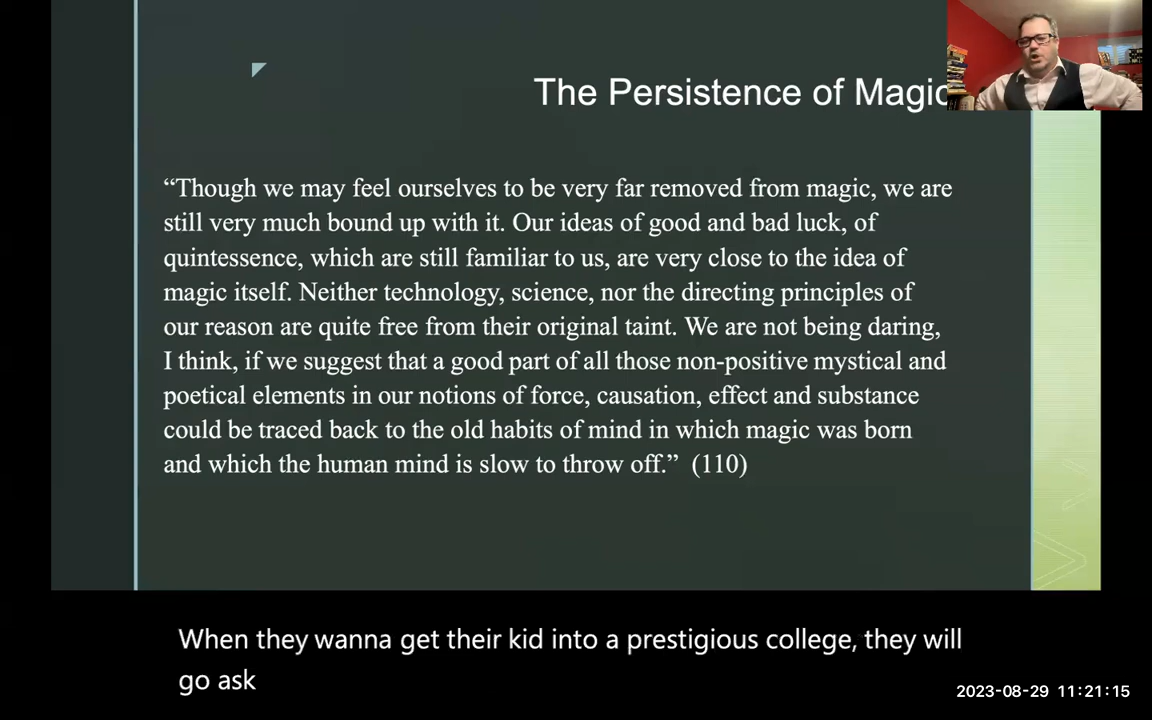 The Persistence of Magic
“Though we may feel ourselves to be very far removed from magic, we are
still very much bound up with it. Our ideas of good and bad luck, of
quintessence, which are still familiar to us, are very close to the idea of
magic itself. Neither technology, science, nor the directing principles of
our reason are quite free from their original taint. We are not being daring,
I think, if we suggest that a good part of all those non-positive mystical and
poetical elements in our notions of force, causation, effect and substance
could be traced back to the old habits of mind in which magic was born
and which the human mind is slow to throw off.” (110)
When they wanna get their kid into a prestigious college, they will
go ask
2023-08-29 11:21:15